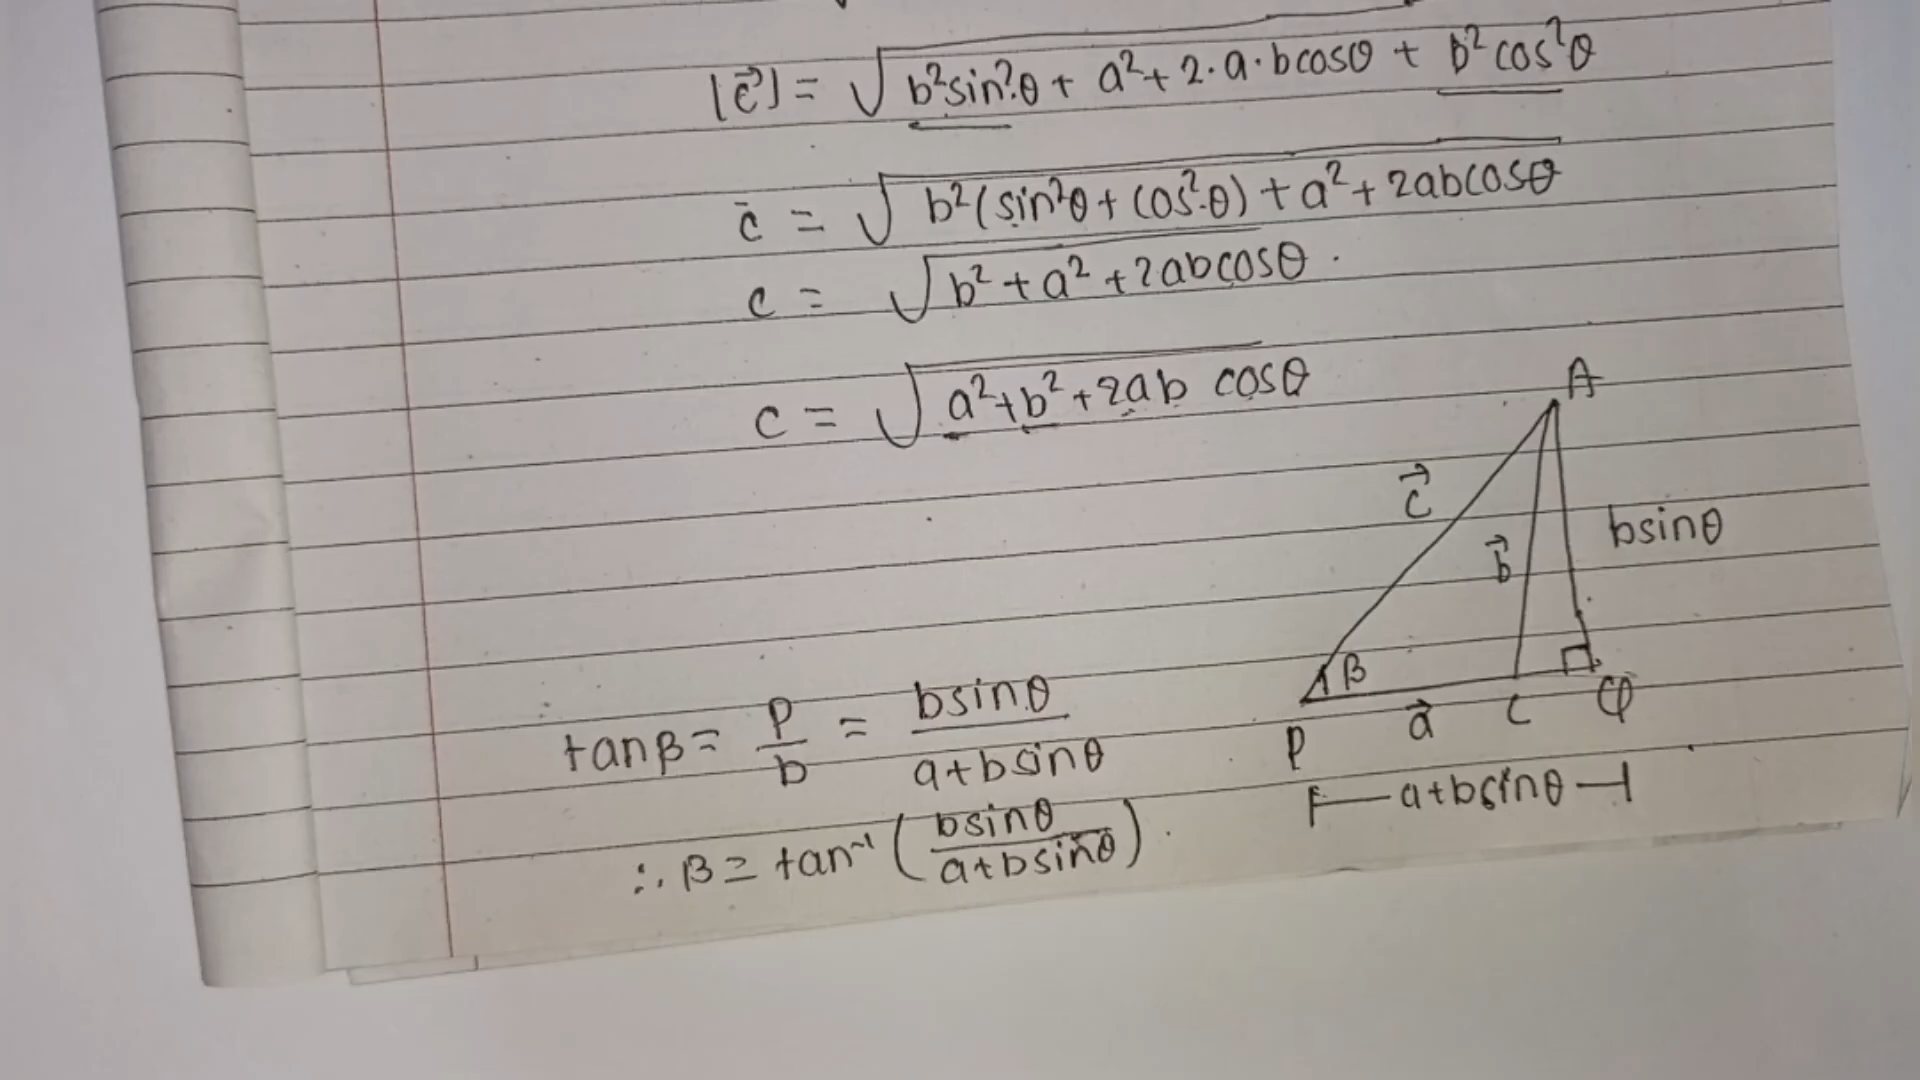 |c⃗| = √(b²sin²θ + a² + 2·a·bcosθ + b²cos²θ)
c̄ = √(b²(sin²θ + cos²θ) + a² + 2abcosθ)
c = √(b² + a² + 2abcosθ) .
c = √(a² + b² + 2ab cosθ)
A
c⃗
b⃗
bsinθ
β
P
a⃗
C
Q
⊢— a+bsinθ —⊣
tanβ = p/b = bsinθ/(a+bsinθ)
∴ β = tan⁻¹(bsinθ/(a+bsinθ)) .